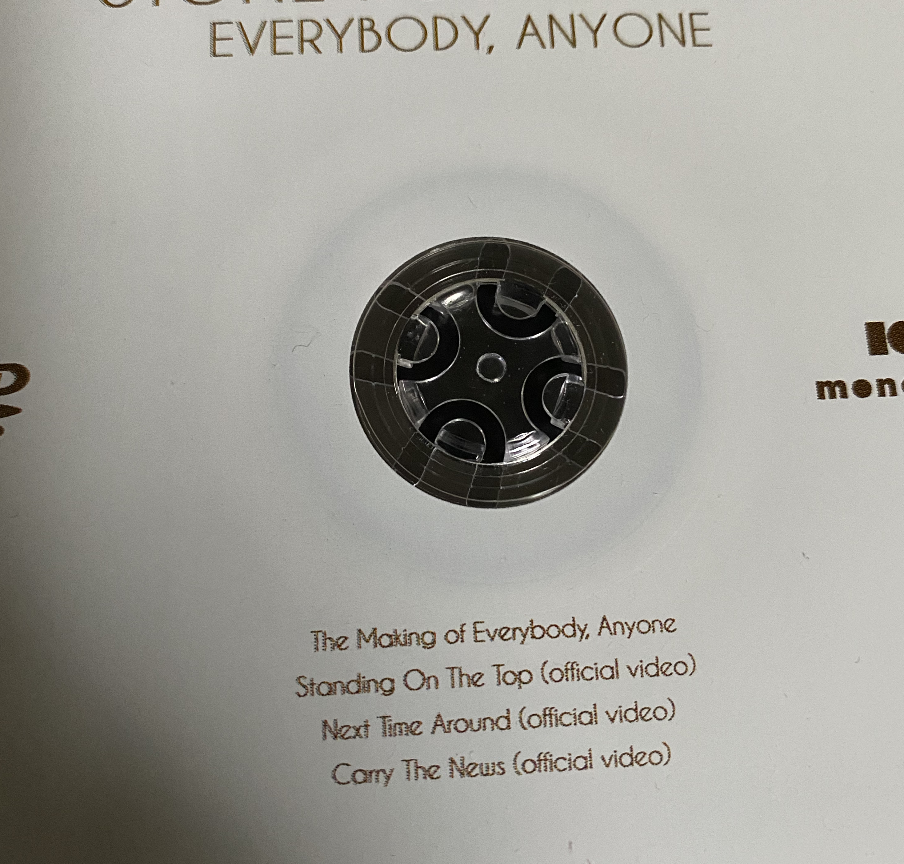 EVERYBODY, ANYONE
The Making of Everybody, Anyone
Standing On The Top (official video)
Next Time Around (official video)
Carry The News (official video)